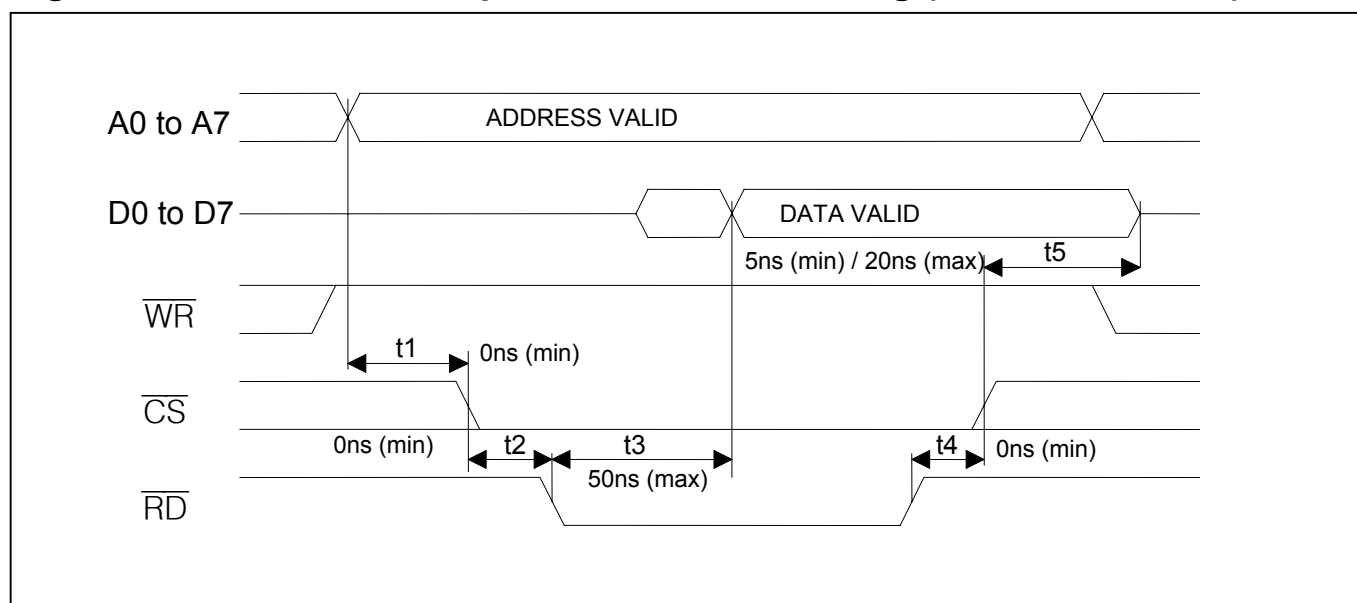 A0 to A7
ADDRESS VALID
D0 to D7
DATA VALID
5ns (min) / 20ns (max)
t5
WR
t1
0ns (min)
CS
0ns (min)
t2
t3
t4
0ns (min)
50ns (max)
RD